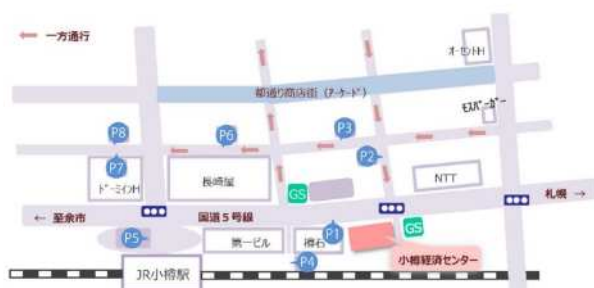 一方通行
オーセントH
都通り商店街（アーケード）
モスバーガー
P8
P6
P3
P2
P7
ドーミインH
長崎屋
GS
NTT
札幌 →
← 至余市
国道５号線
P1
GS
P5
第一ビル
樽石
小樽経済センター
P4
JR小樽駅